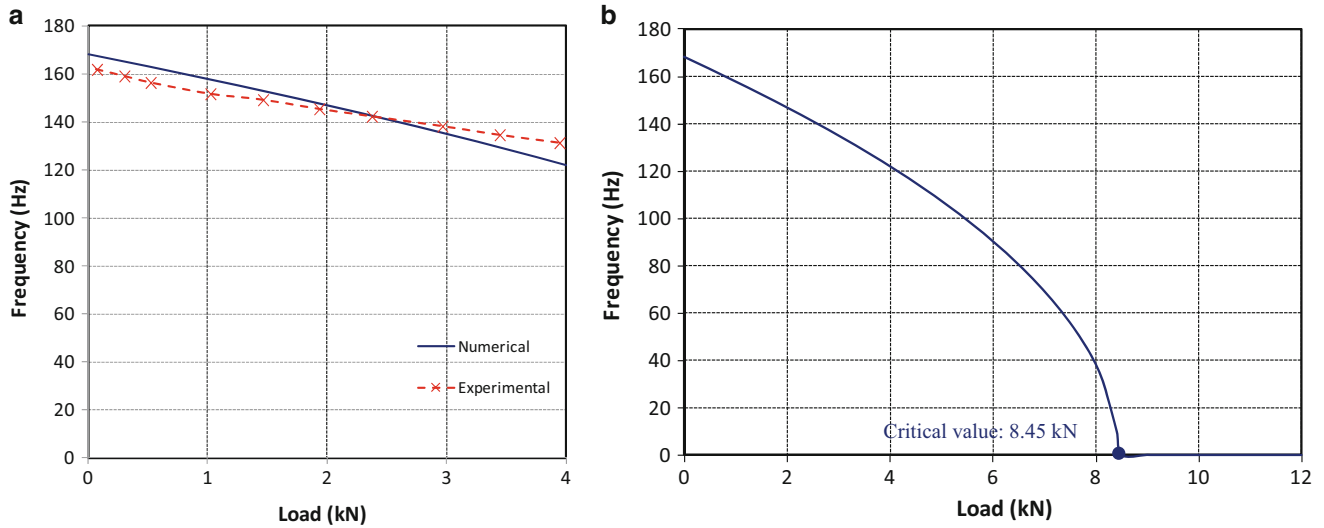 a
180
160
140
120
100
80
60
40
20
0
Frequency (Hz)
0 1 2 3 4
Load (kN)
Numerical
Experimental
b
180
160
140
120
100
80
60
40
20
0
Frequency (Hz)
Critical value: 8.45 kN
0 2 4 6 8 10 12
Load (kN)